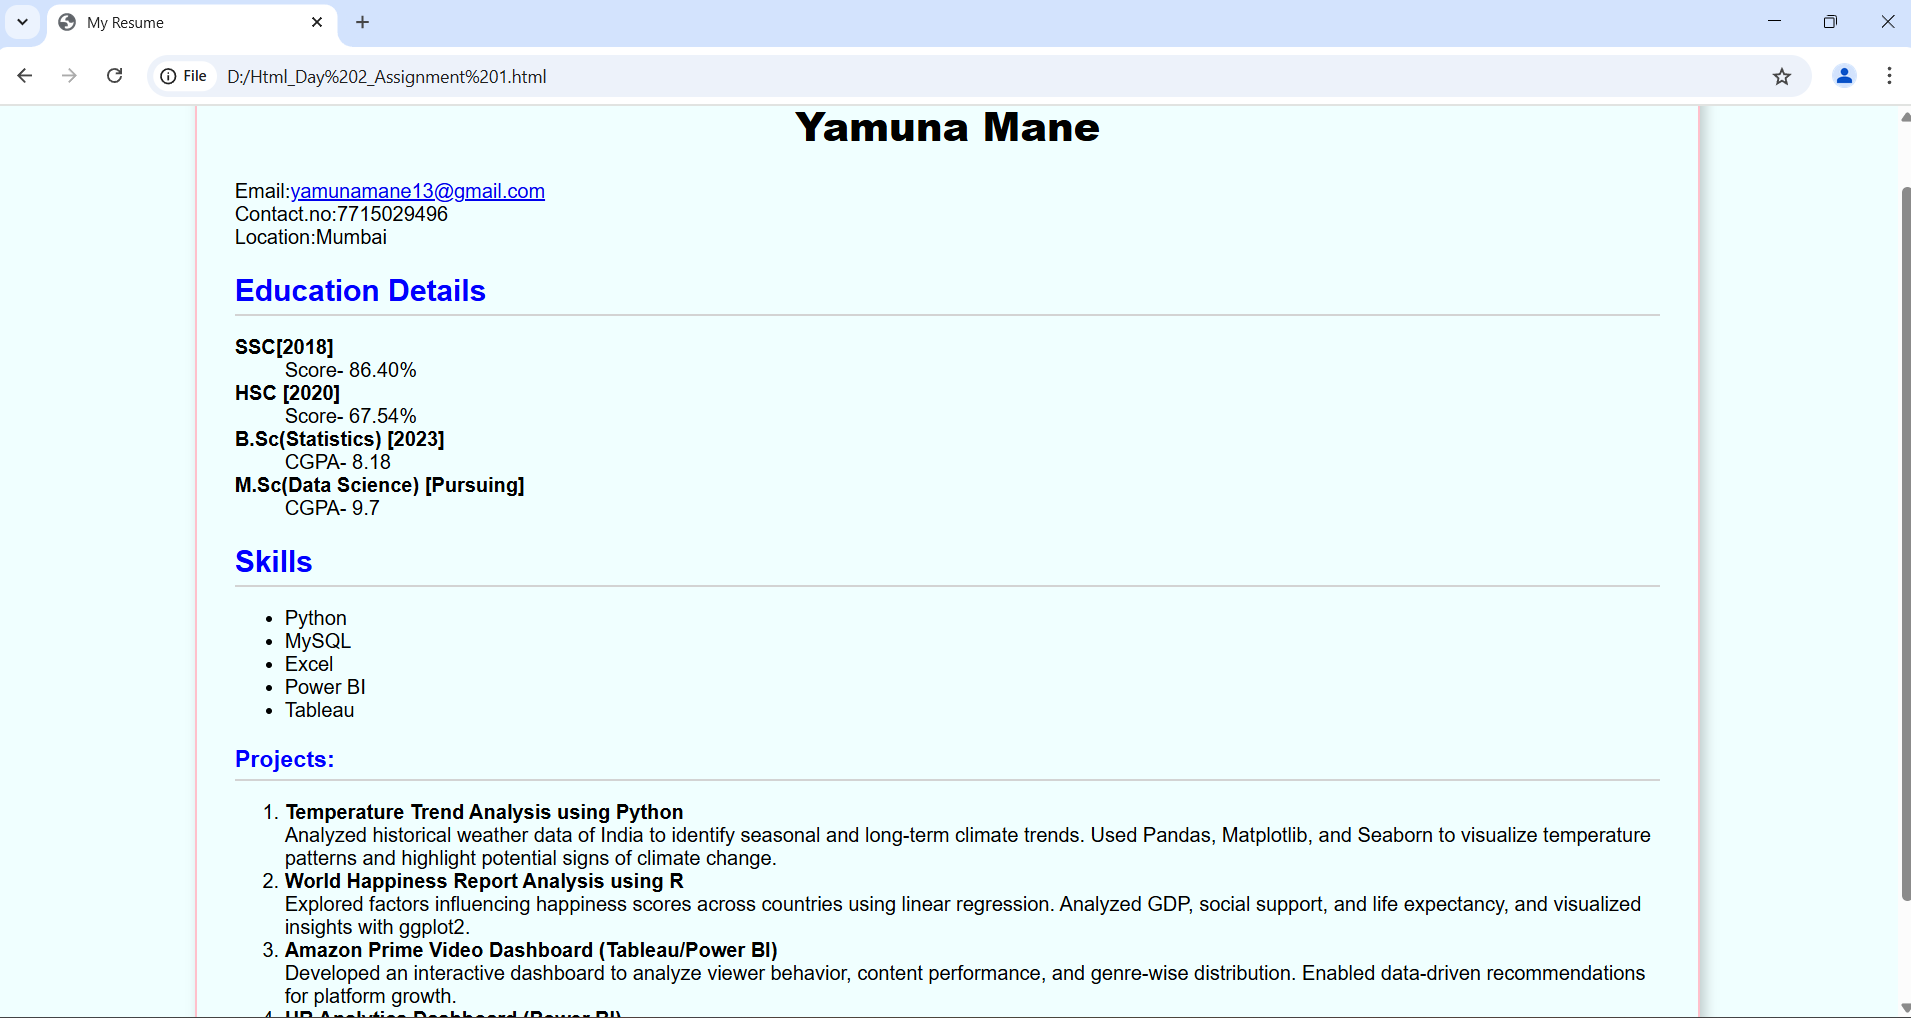 My Resume
File D:/Html_Day%202_Assignment%201.html
Yamuna Mane
Email:yamunamane13@gmail.com
Contact.no:7715029496
Location:Mumbai
Education Details
SSC[2018]
Score- 86.40%
HSC [2020]
Score- 67.54%
B.Sc(Statistics) [2023]
CGPA- 8.18
M.Sc(Data Science) [Pursuing]
CGPA- 9.7
Skills
• Python
• MySQL
• Excel
• Power BI
• Tableau
Projects:
1. Temperature Trend Analysis using Python
Analyzed historical weather data of India to identify seasonal and long-term climate trends. Used Pandas, Matplotlib, and Seaborn to visualize temperature
patterns and highlight potential signs of climate change.
2. World Happiness Report Analysis using R
Explored factors influencing happiness scores across countries using linear regression. Analyzed GDP, social support, and life expectancy, and visualized
insights with ggplot2.
3. Amazon Prime Video Dashboard (Tableau/Power BI)
Developed an interactive dashboard to analyze viewer behavior, content performance, and genre-wise distribution. Enabled data-driven recommendations
for platform growth.
4. HR Analytics Dashboard (Power BI)